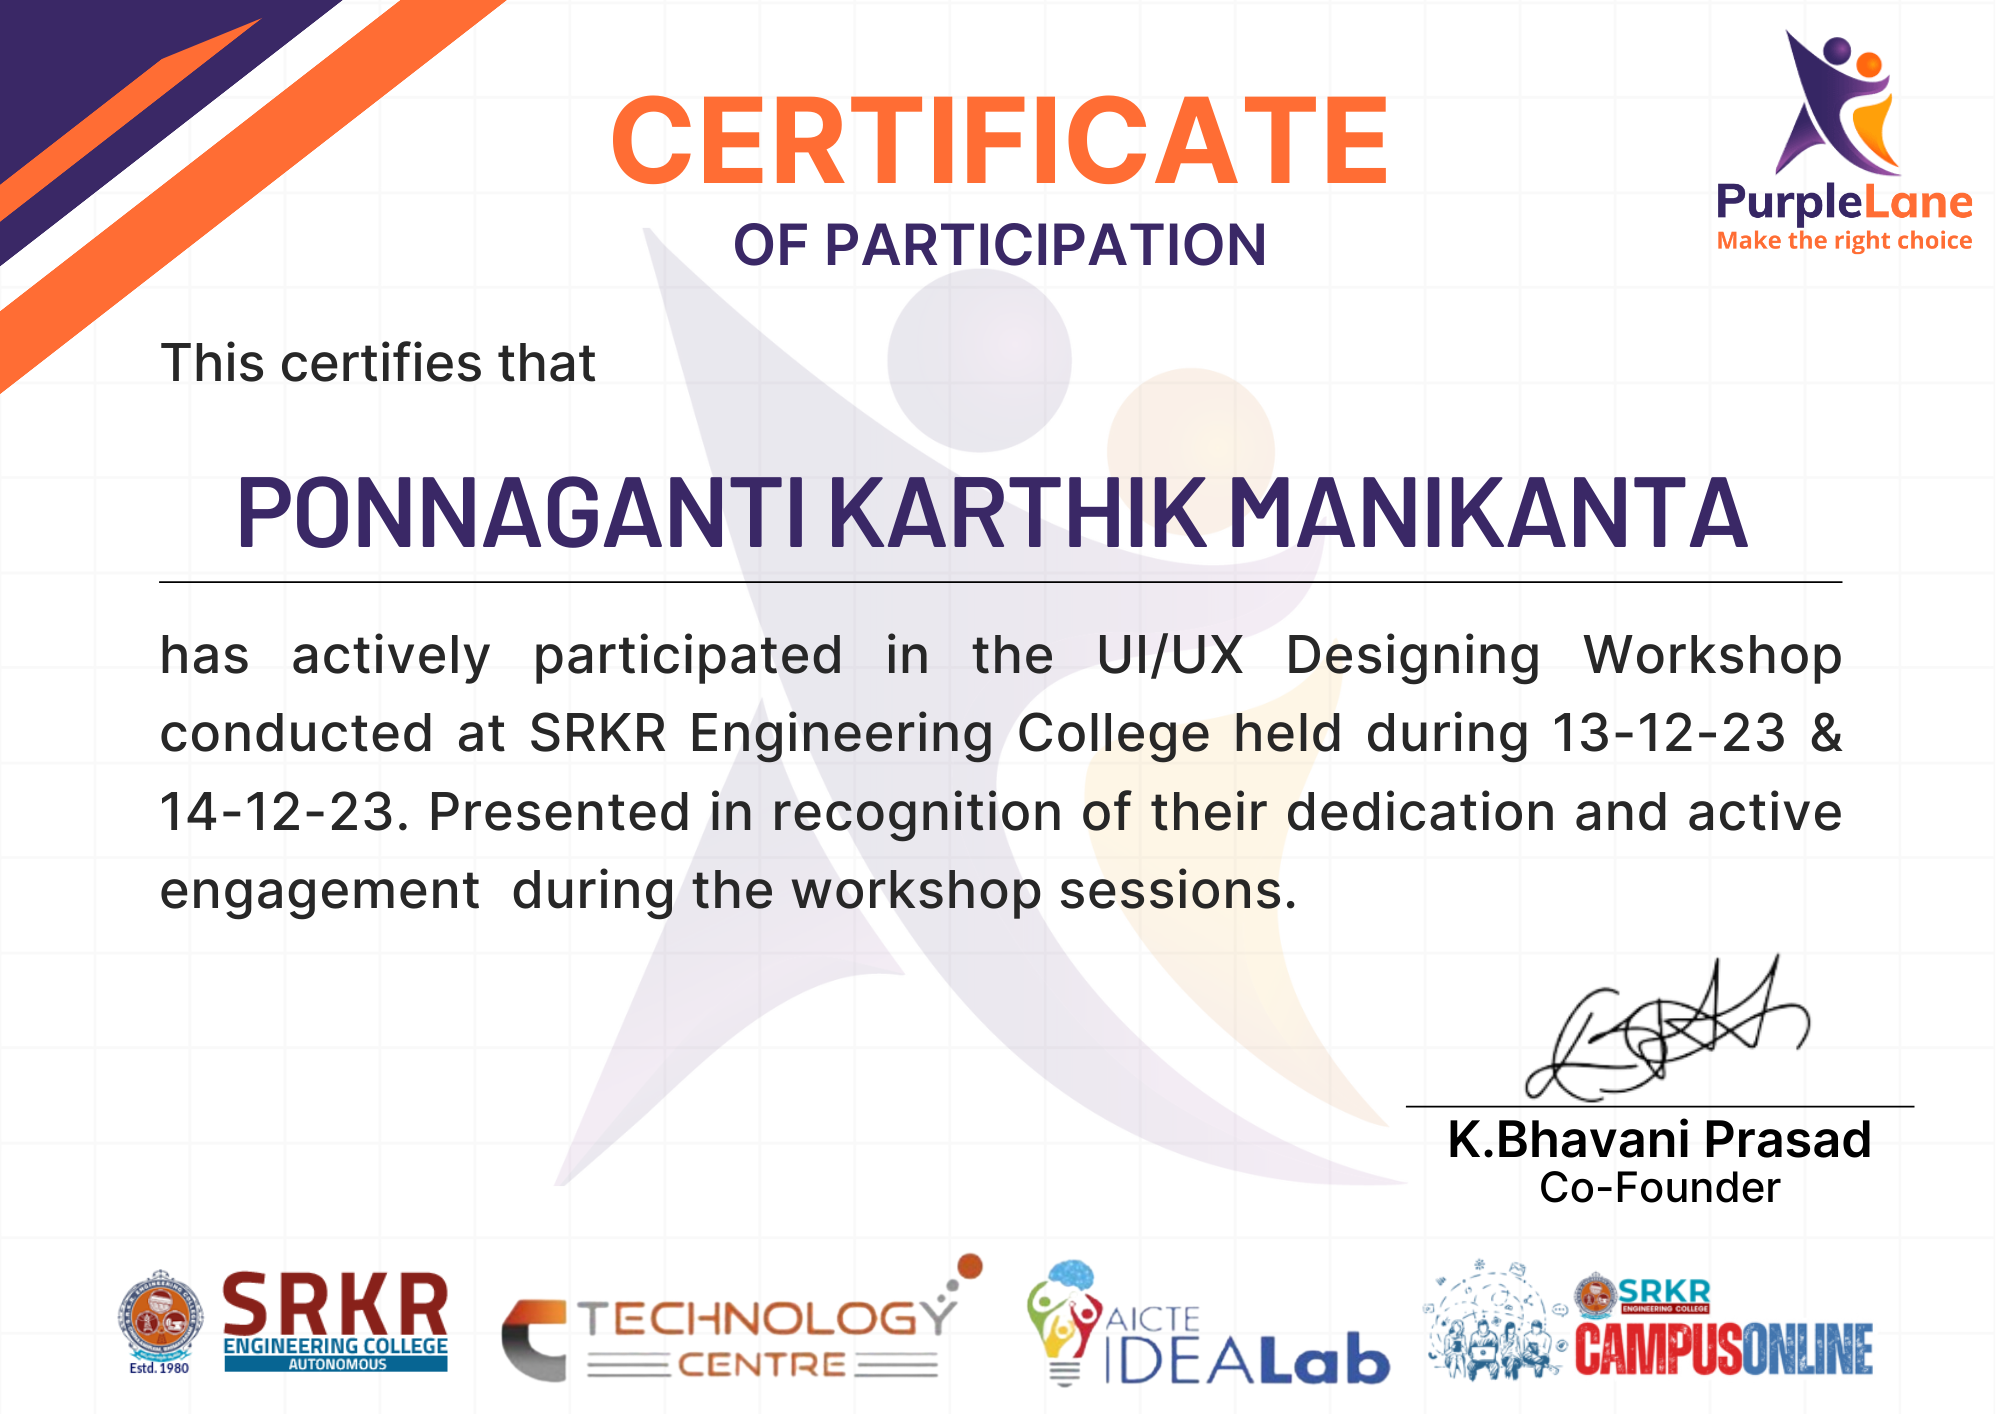 CERTIFICATE
OF PARTICIPATION
PurpleLane
Make the right choice
This certifies that
PONNAGANTI KARTHIK MANIKANTA
has actively participated in the UI/UX Designing Workshop
conducted at SRKR Engineering College held during 13-12-23 &
14-12-23. Presented in recognition of their dedication and active
engagement during the workshop sessions.
K.Bhavani Prasad
Co-Founder
Estd. 1980
SRKR
ENGINEERING COLLEGE
AUTONOMOUS
TECHNOLOGY
CENTRE
AICTE
IDEALab
SRKR
ENGINEERING COLLEGE
CAMPUSONLINE